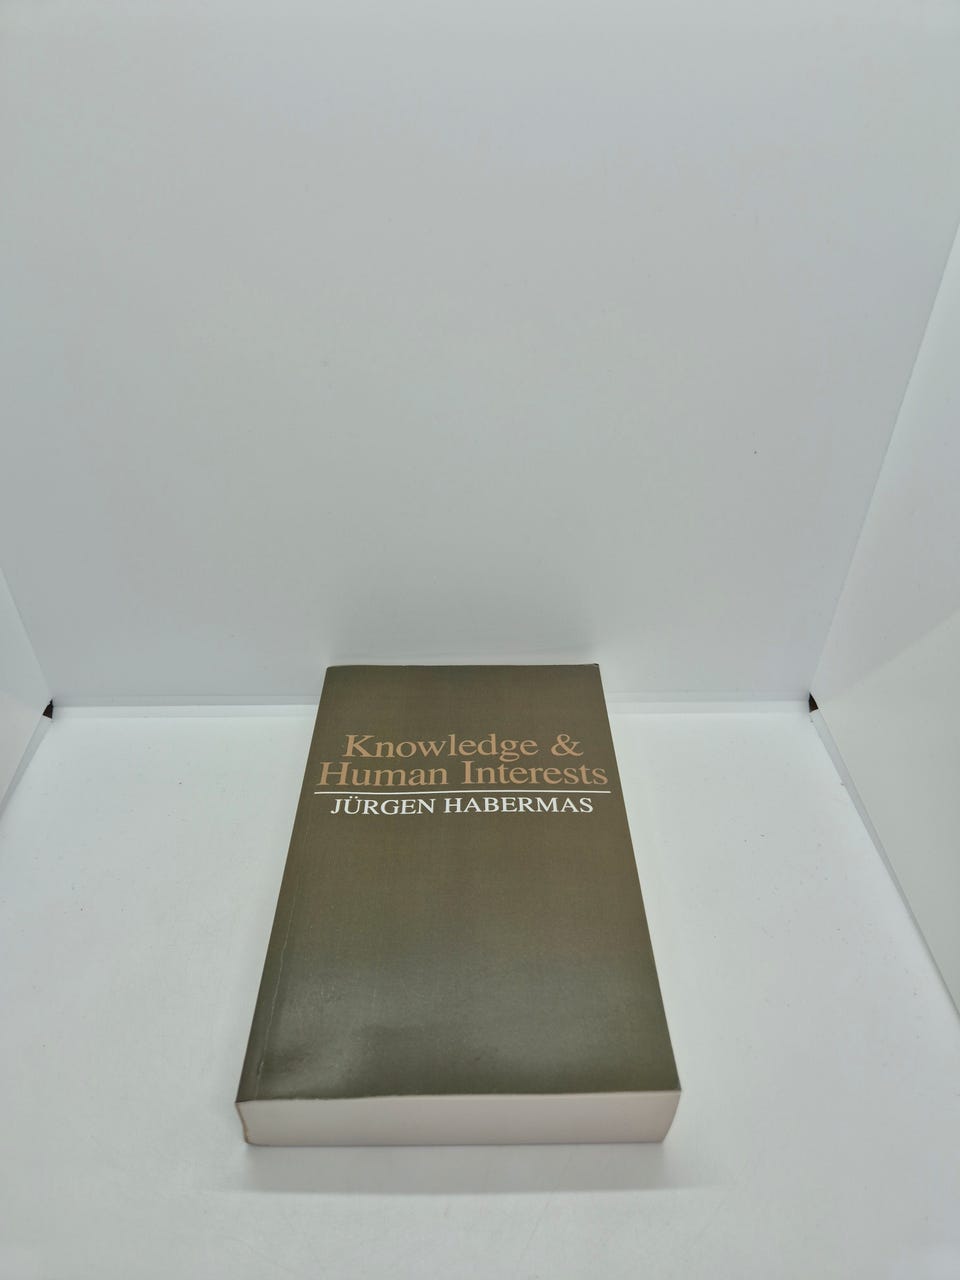 Knowledge &
Human Interests
JÜRGEN HABERMAS